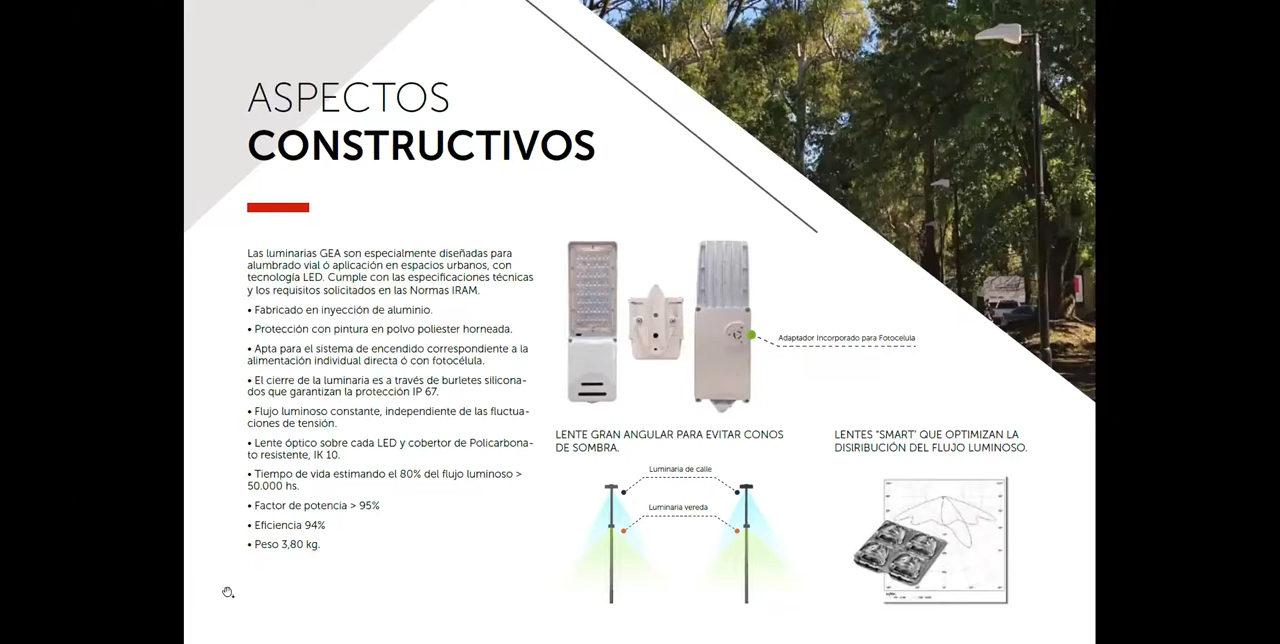 ASPECTOS
CONSTRUCTIVOS
Las luminarias GEA son especialmente diseñadas para
alumbrado vial ó aplicación en espacios urbanos, con
tecnología LED. Cumple con las especificaciones técnicas
y los requisitos solicitados en las Normas IRAM.
• Fabricado en inyección de aluminio.
• Protección con pintura en polvo poliester horneada.
• Apta para el sistema de encendido correspondiente a la
alimentación individual directa ó con fotocélula.
• El cierre de la luminaria es a través de burletes silicona-
dos que garantizan la protección IP 67.
• Flujo luminoso constante, independiente de las fluctua-
ciones de tensión.
• Lente óptico sobre cada LED y cobertor de Policarbona-
to resistente, IK 10.
• Tiempo de vida estimando el 80% del flujo luminoso >
50.000 hs.
• Factor de potencia > 95%
• Eficiencia 94%
• Peso 3,80 kg.
Adaptador Incorporado para Fotocelula
LENTE GRAN ANGULAR PARA EVITAR CONOS
DE SOMBRA.
Luminaria de calle
Luminaria vereda
LENTES "SMART' QUE OPTIMIZAN LA
DISIRIBUCIÓN DEL FLUJO LUMINOSO.